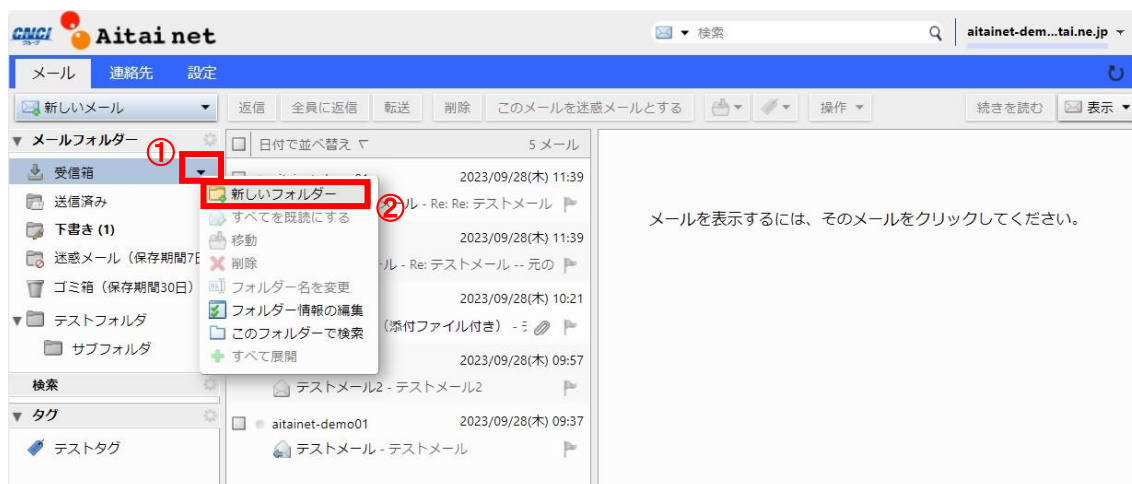 CNCI グループ Aitai net
検索
aitainet-dem...tai.ne.jp
メール 連絡先 設定
新しいメール
返信 全員に返信 転送 削除 このメールを迷惑メールとする 操作 続きを読む 表示
メールフォルダー
①
受信箱
送信済み
下書き (1)
迷惑メール（保存期間7
ゴミ箱（保存期間30日）
テストフォルダ
サブフォルダ
検索
タグ
テストタグ
新しいフォルダー
②
すべてを既読にする
移動
削除
フォルダー名を変更
フォルダー情報の編集
このフォルダーで検索
すべて展開
日付で並べ替え 5 メール
2023/09/28(木) 11:39
ール - Re: Re: テストメール
2023/09/28(木) 11:39
ール - Re: テストメール -- 元の
2023/09/28(木) 10:21
（添付ファイル付き） -
2023/09/28(木) 09:57
テストメール2 - テストメール2
aitainet-demo01 2023/09/28(木) 09:37
テストメール - テストメール
メールを表示するには、そのメールをクリックしてください。